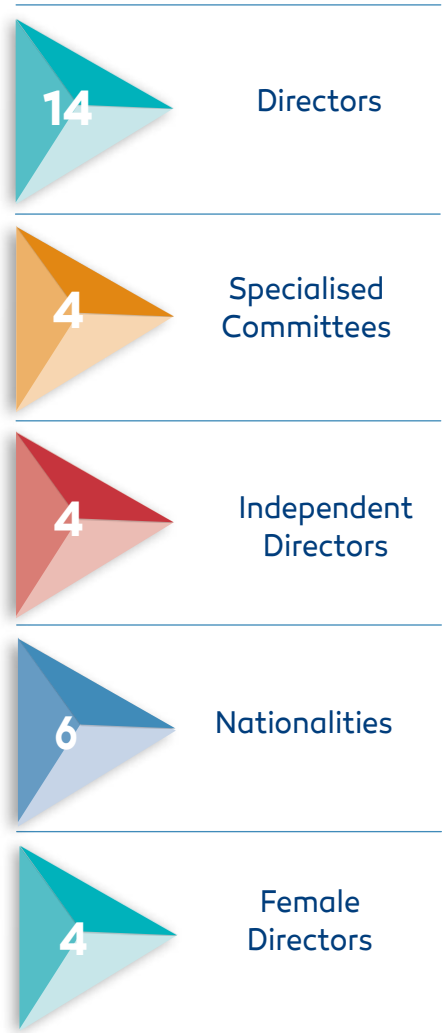 14
Directors
4
Specialised
Committees
4
Independent
Directors
6
Nationalities
4
Female
Directors